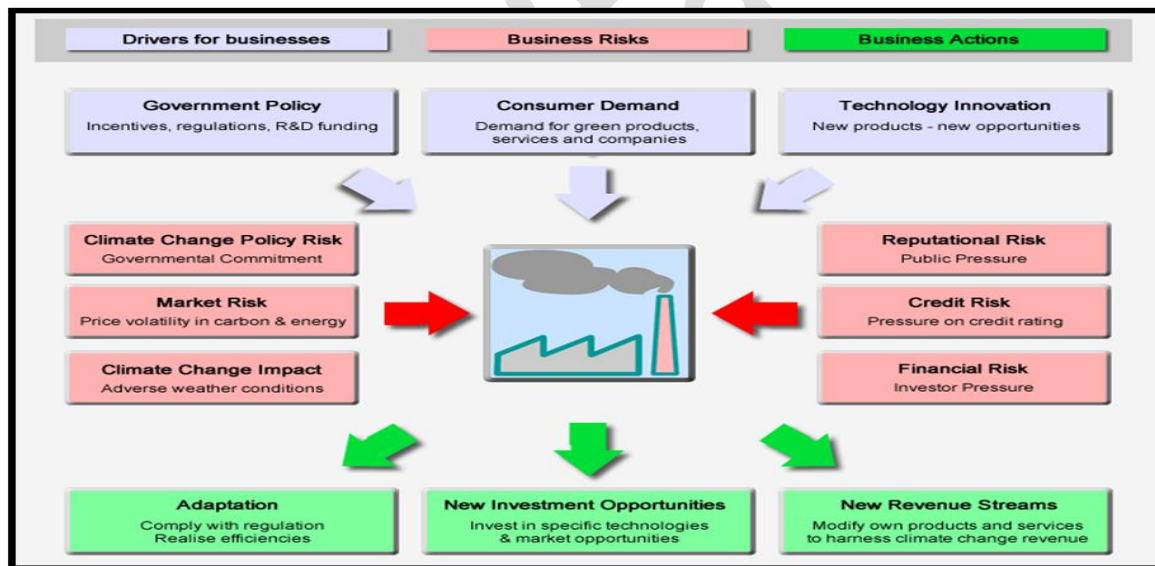 Drivers for businesses
Business Risks
Business Actions
Government Policy
Incentives, regulations, R&D funding
Consumer Demand
Demand for green products,
services and companies
Technology Innovation
New products - new opportunities
Climate Change Policy Risk
Governmental Commitment
Market Risk
Price volatility in carbon & energy
Climate Change Impact
Adverse weather conditions
Reputational Risk
Public Pressure
Credit Risk
Pressure on credit rating
Financial Risk
Investor Pressure
Adaptation
Comply with regulation
Realise efficiencies
New Investment Opportunities
Invest in specific technologies
& market opportunities
New Revenue Streams
Modify own products and services
to harness climate change revenue